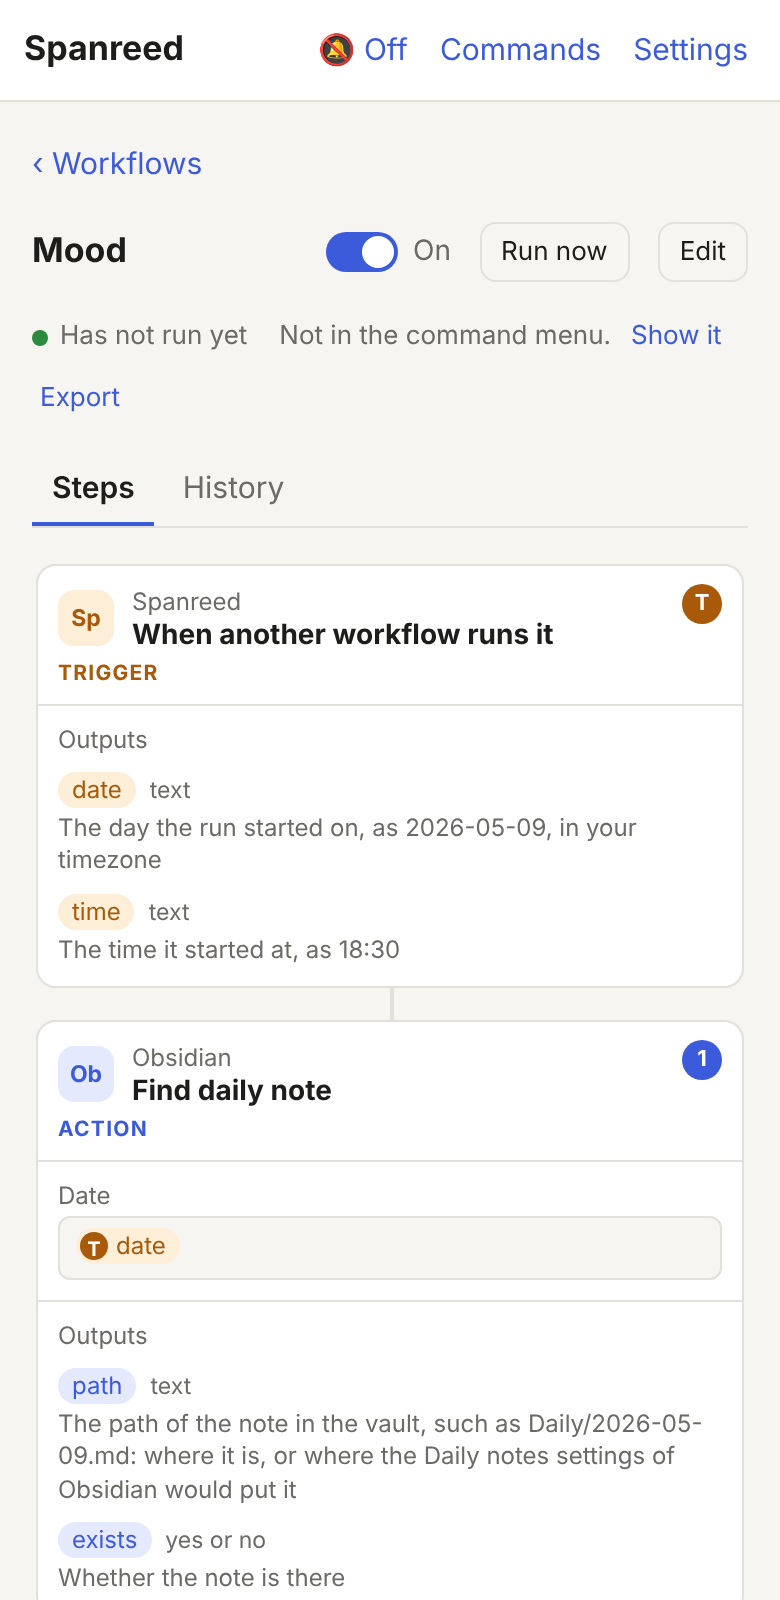 Spanreed
Off
Commands
Settings
‹ Workflows
Mood
On
Run now
Edit
Has not run yet
Not in the command menu.
Show it
Export
Steps
History
Sp
Spanreed
When another workflow runs it
T
TRIGGER
Outputs
date text
The day the run started on, as 2026-05-09, in your
timezone
time text
The time it started at, as 18:30
Ob
Obsidian
Find daily note
1
ACTION
Date
T date
Outputs
path text
The path of the note in the vault, such as Daily/2026-05-
09.md: where it is, or where the Daily notes settings of
Obsidian would put it
exists yes or no
Whether the note is there